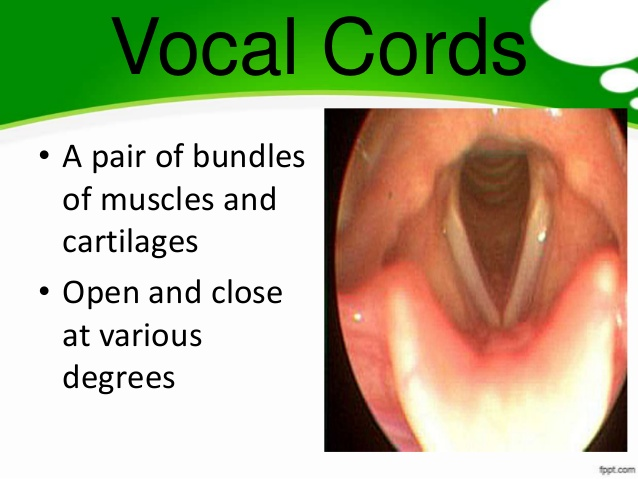 Vocal Cords
• A pair of bundles
of muscles and
cartilages
• Open and close
at various
degrees
fppt.com